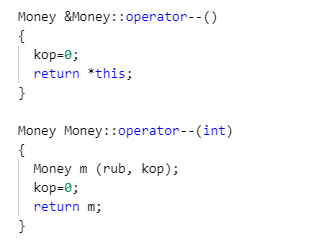 Money &Money::operator--()
{
kop=0;
return *this;
}
Money Money::operator--(int)
{
Money m (rub, kop);
kop=0;
return m;
}